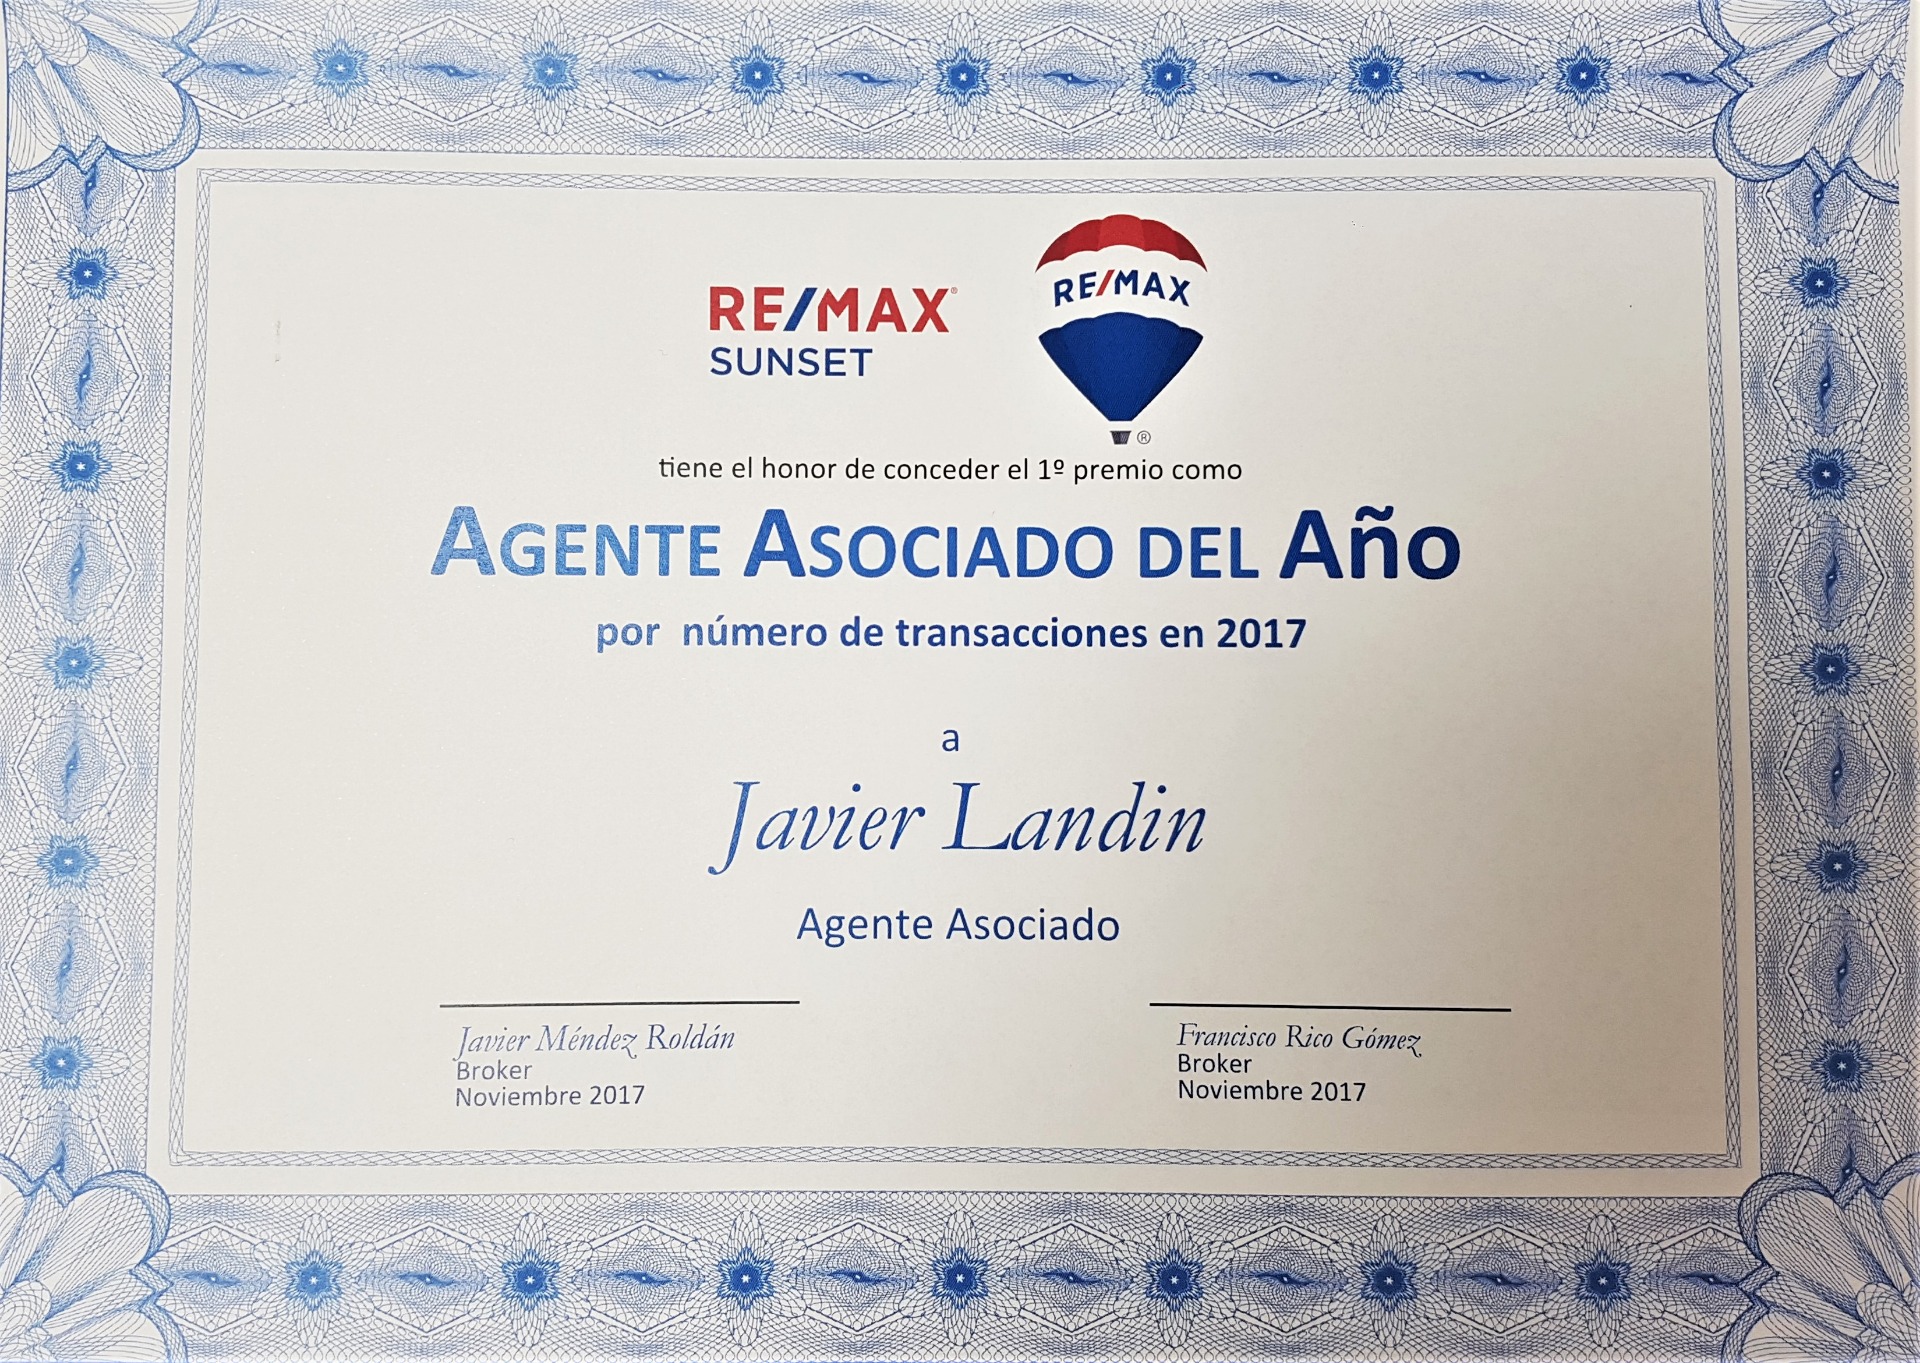 RE/MAX®
SUNSET
RE/MAX
®
tiene el honor de conceder el 1º premio como
AGENTE ASOCIADO DEL AñO
por número de transacciones en 2017
a
Javier Landin
Agente Asociado
Javier Méndez Roldán
Broker
Noviembre 2017
Francisco Rico Gómez
Broker
Noviembre 2017